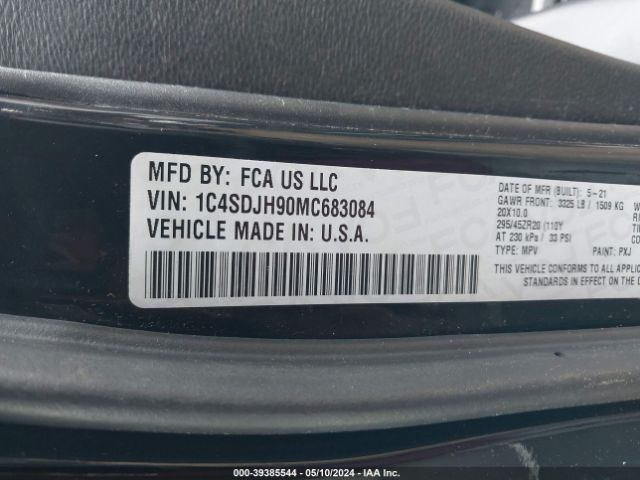 MFD BY: FCA US LLC
VIN: 1C4SDJH90MC683084
VEHICLE MADE IN: U.S.A.
DATE OF MFR (BUILT): 5-21
GAWR FRONT: 3325 LB / 1509 KG
20X10.0
295/45ZR20 (110Y
AT 230 kPa / 33 PSI
TYPE: MPV PAINT: PXJ
THIS VEHICLE CONFORMS TO ALL APPLICABLE
STANDARDS IN EFFECT ON THE DA
000-39385544 / 05/10/2024 / IAA Inc.